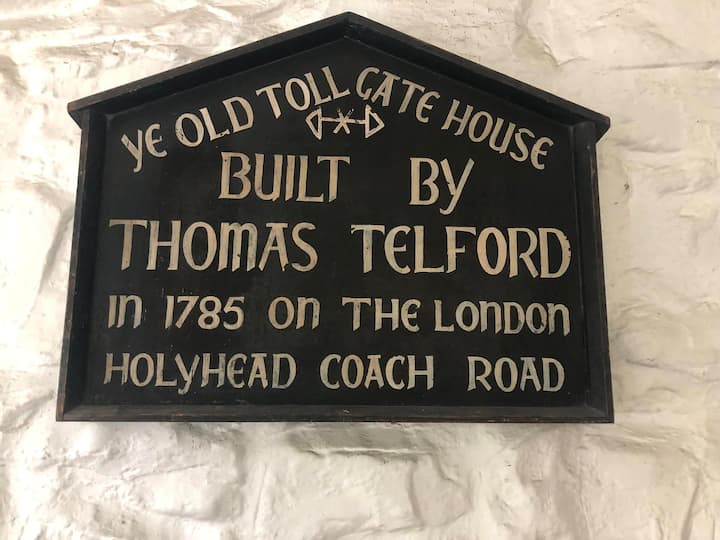 YE OLD TOLL GATE HOUSE
BUILT BY
THOMAS TELFORD
IN 1785 ON THE LONDON
HOLYHEAD COACH ROAD